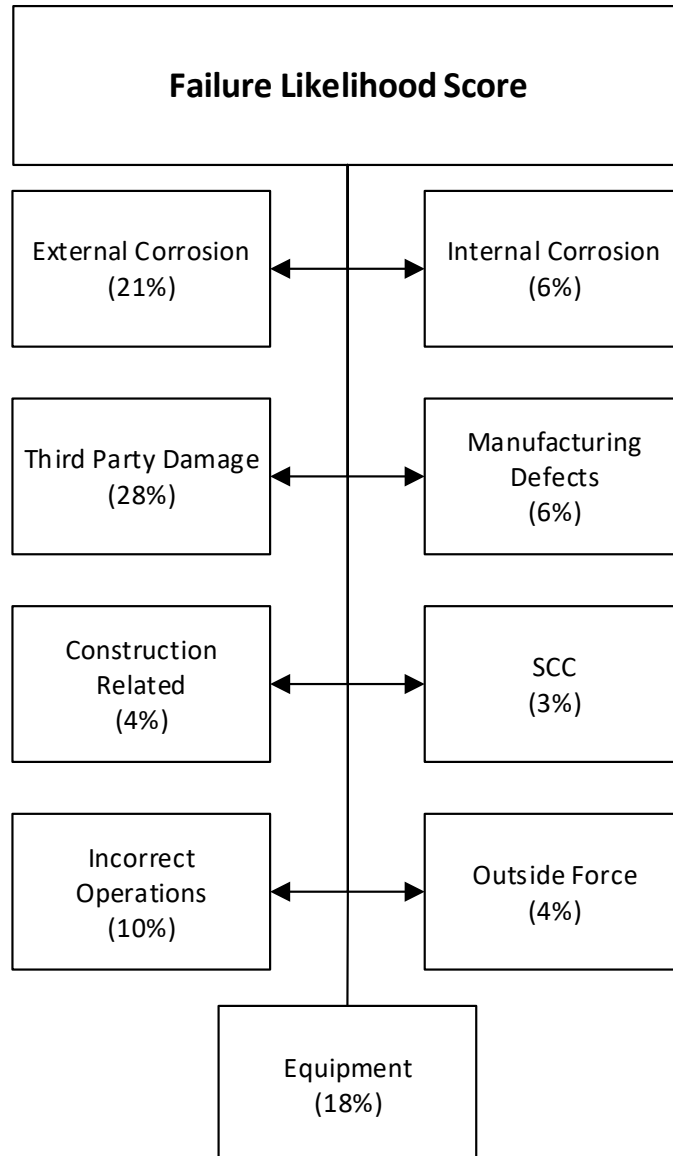 Failure Likelihood Score
External Corrosion
(21%)
Internal Corrosion
(6%)
Third Party Damage
(28%)
Manufacturing
Defects
(6%)
Construction
Related
(4%)
SCC
(3%)
Incorrect
Operations
(10%)
Outside Force
(4%)
Equipment
(18%)